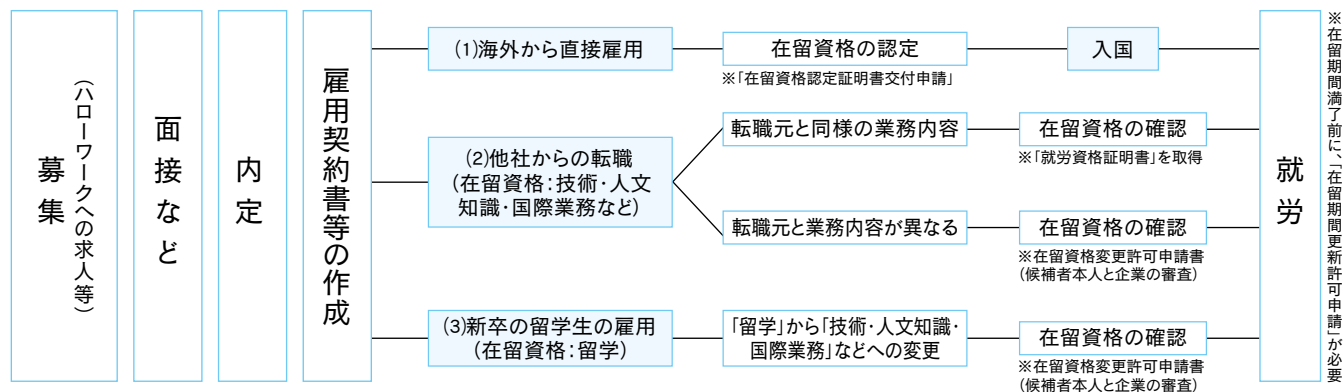 募集
(ハローワークへの求人等)
面接など
内定
雇用契約書等の作成
(1)海外から直接雇用
在留資格の認定
※「在留資格認定証明書交付申請」
入国
(2)他社からの転職
(在留資格:技術・人文
知識・国際業務など)
転職元と同様の業務内容
在留資格の確認
※「就労資格証明書」を取得
転職元と業務内容が異なる
在留資格の確認
※在留資格変更許可申請書
(候補者本人と企業の審査)
(3)新卒の留学生の雇用
(在留資格:留学)
「留学」から「技術・人文知識・
国際業務」などへの変更
在留資格の確認
※在留資格変更許可申請書
(候補者本人と企業の審査)
就労
※在留期間満了前に、「在留期間更新許可申請」が必要